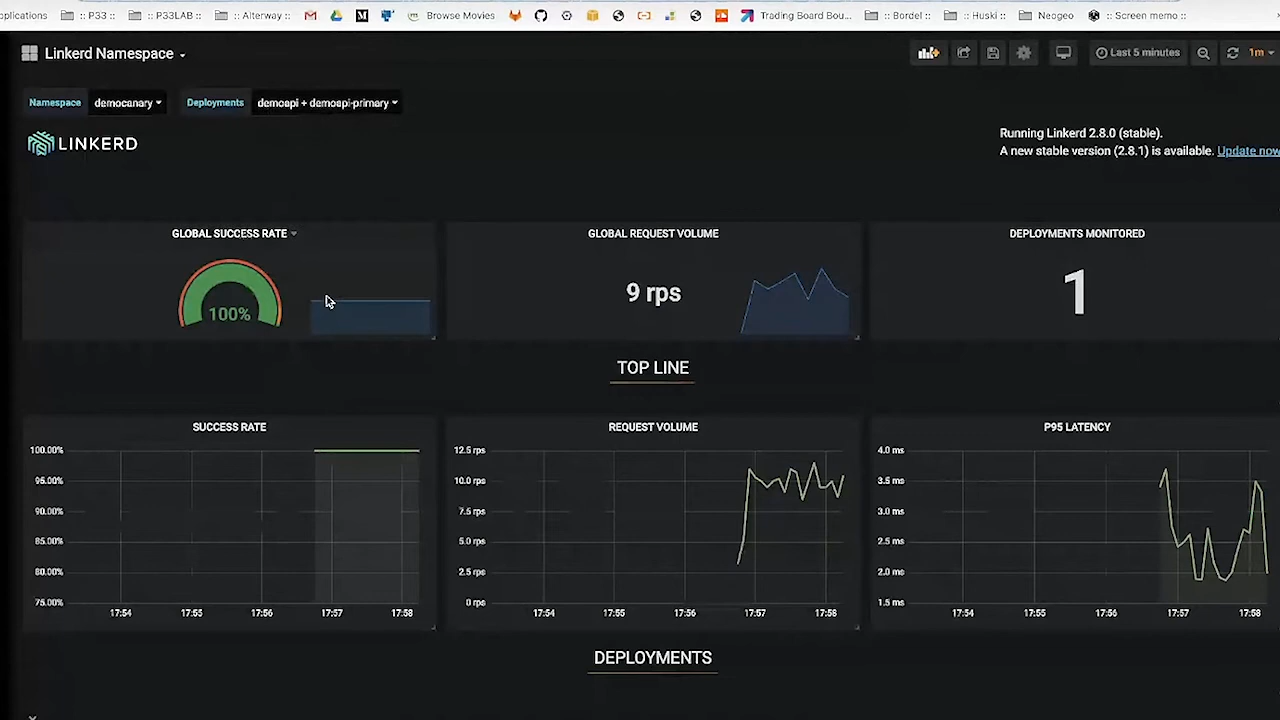 pplications :: P33 :: :: P33LAB :: :: Alterway :: Browse Movies Trading Board Bou... :: Bordel :: :: Huski :: Neogeo :: Screen memo ::
Linkerd Namespace
Last 5 minutes 1m
Namespace democanary Deployments demoapi + demoapi-primary
LINKERD
Running Linkerd 2.8.0 (stable).
A new stable version (2.8.1) is available. Update now
GLOBAL SUCCESS RATE
100%
GLOBAL REQUEST VOLUME
9 rps
DEPLOYMENTS MONITORED
1
TOP LINE
SUCCESS RATE
100.00%
95.00%
90.00%
85.00%
80.00%
75.00%
17:54 17:55 17:56 17:57 17:58
REQUEST VOLUME
12.5 rps
10.0 rps
7.5 rps
5.0 rps
2.5 rps
0 rps
17:54 17:55 17:56 17:57 17:58
P95 LATENCY
4.0 ms
3.5 ms
3.0 ms
2.5 ms
2.0 ms
1.5 ms
17:54 17:55 17:56 17:57 17:58
DEPLOYMENTS